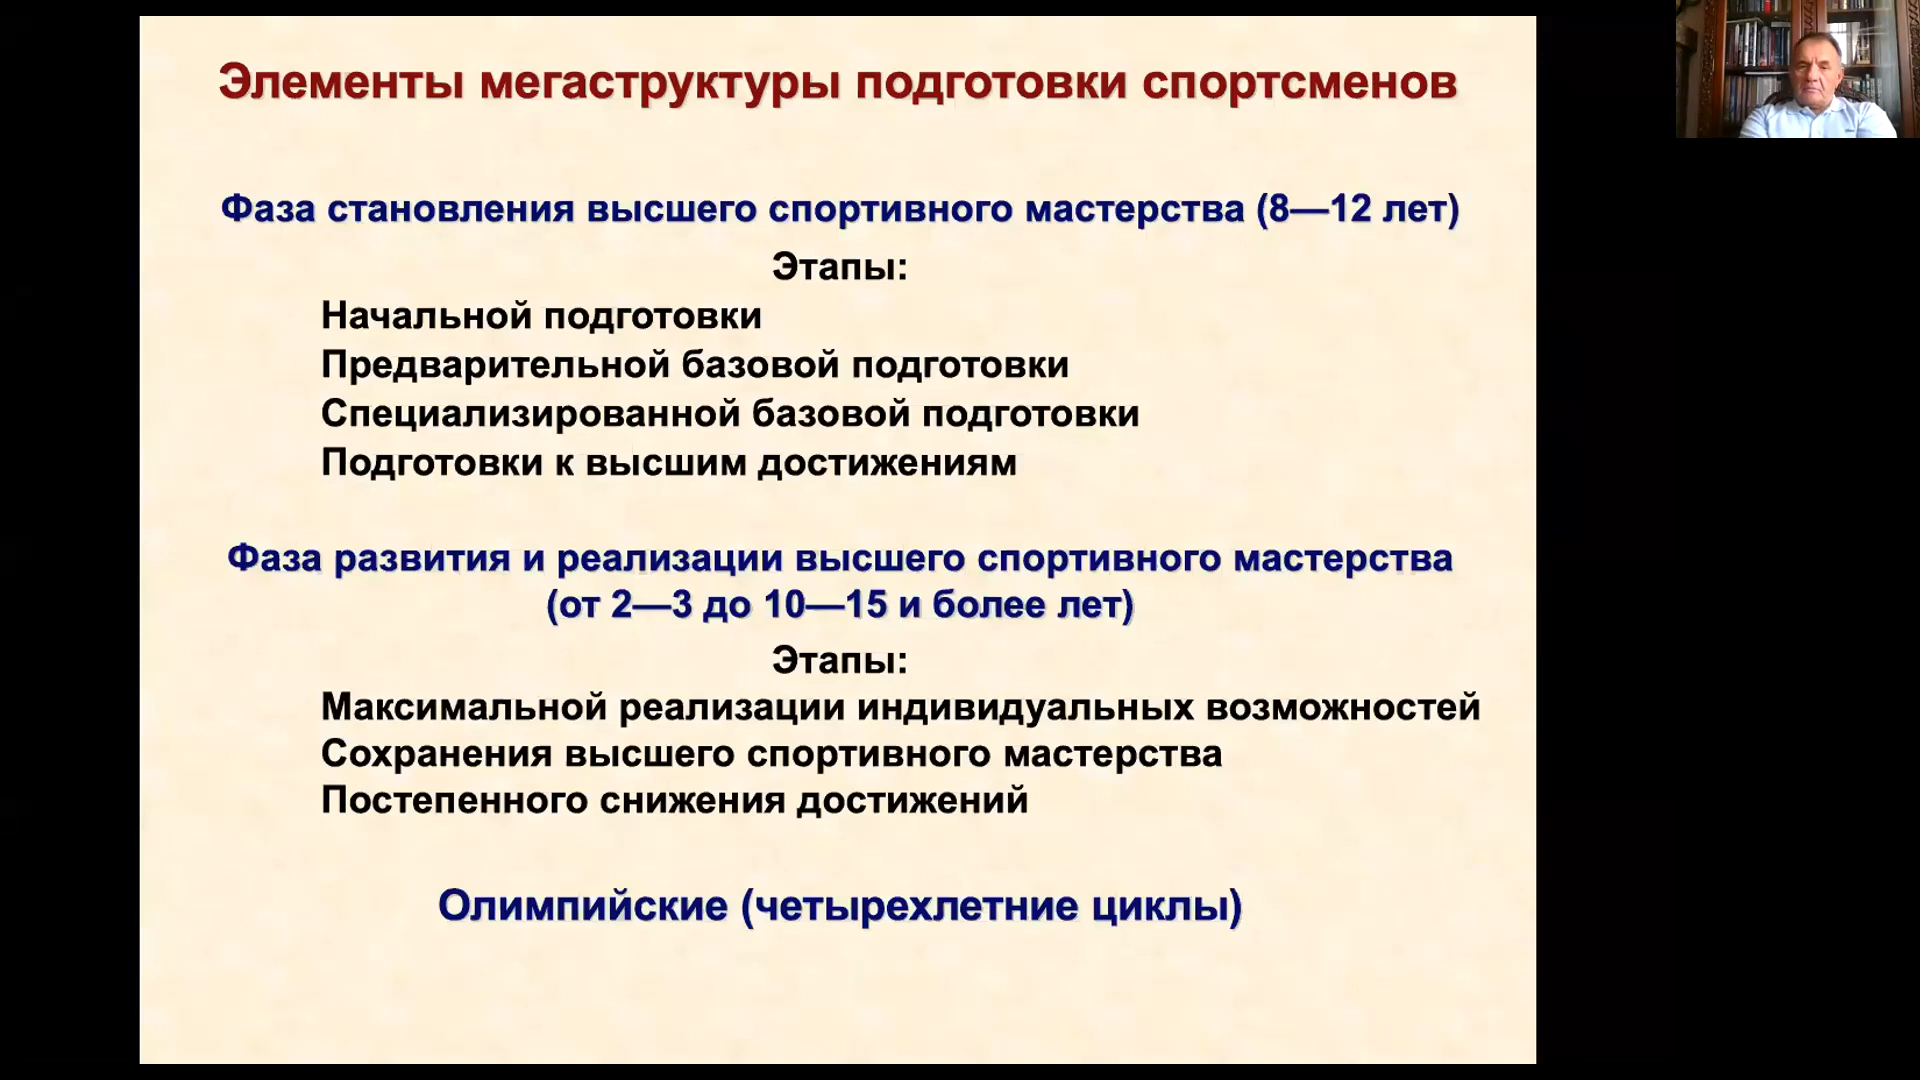 Элементы мегаструктуры подготовки спортсменов
Фаза становления высшего спортивного мастерства (8—12 лет)
Этапы:
Начальной подготовки
Предварительной базовой подготовки
Специализированной базовой подготовки
Подготовки к высшим достижениям
Фаза развития и реализации высшего спортивного мастерства
(от 2—3 до 10—15 и более лет)
Этапы:
Максимальной реализации индивидуальных возможностей
Сохранения высшего спортивного мастерства
Постепенного снижения достижений
Олимпийские (четырехлетние циклы)